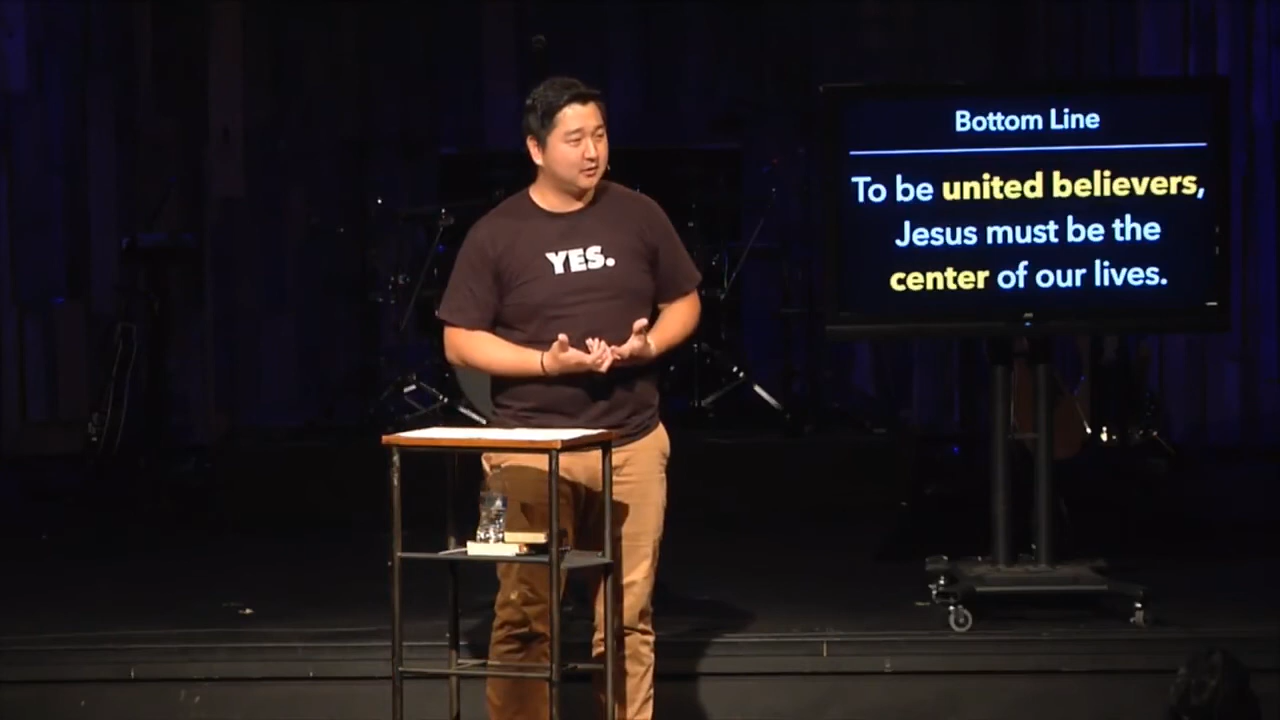 YES.
Bottom Line
To be united believers,
Jesus must be the
center of our lives.